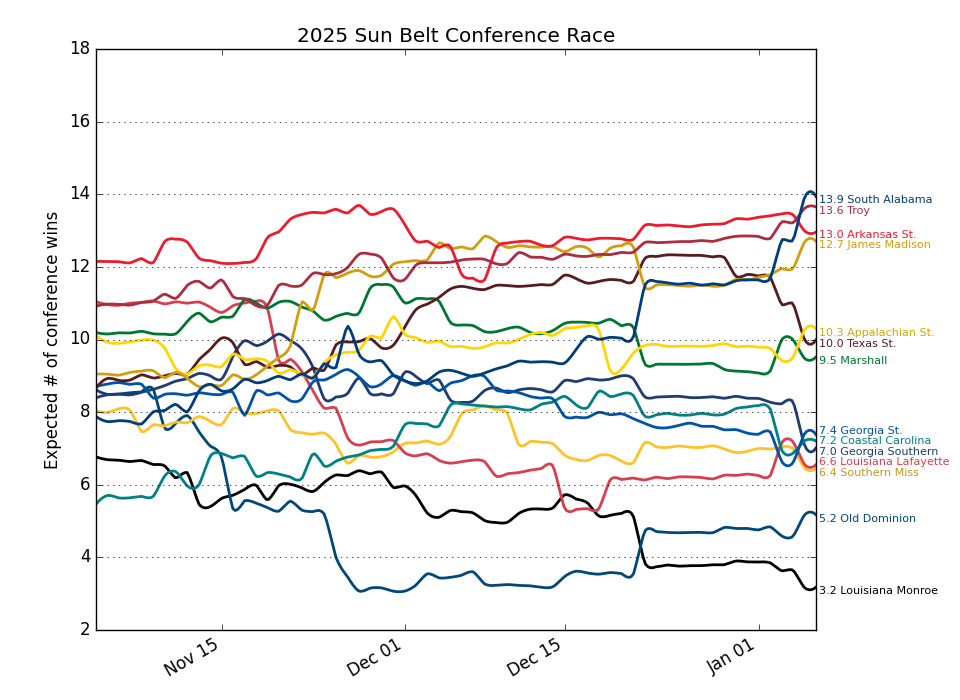 2025 Sun Belt Conference Race
Expected # of conference wins
18
16
14
12
10
8
6
4
2
Nov 15
Dec 01
Dec 15
Jan 01
13.9 South Alabama
13.6 Troy
13.0 Arkansas St.
12.7 James Madison
10.3 Appalachian St.
10.0 Texas St.
9.5 Marshall
7.4 Georgia St.
7.2 Coastal Carolina
7.0 Georgia Southern
6.6 Louisiana Lafayette
6.4 Southern Miss
5.2 Old Dominion
3.2 Louisiana Monroe